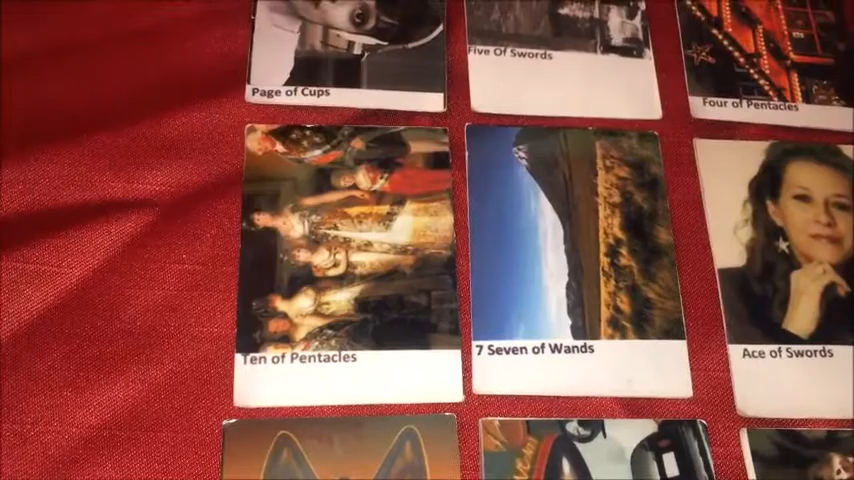 Page of Cups
Five Of Swords
Four of Pentacles
Ten of Pentacles
7 Seven of Wands
Ace of Swords